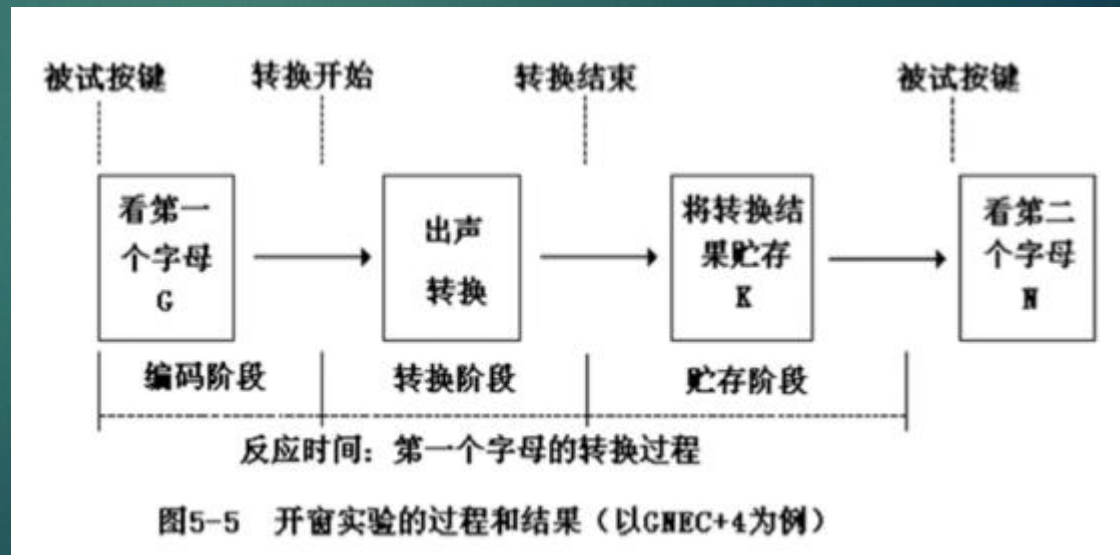 被试按键 转换开始 转换结束 被试按键
看第一
个字母
G
出声
转换
将转换结
果贮存
K
看第二
个字母
N
编码阶段 转换阶段 贮存阶段
反应时间：第一个字母的转换过程
图5-5 开窗实验的过程和结果（以GNEC+4为例）